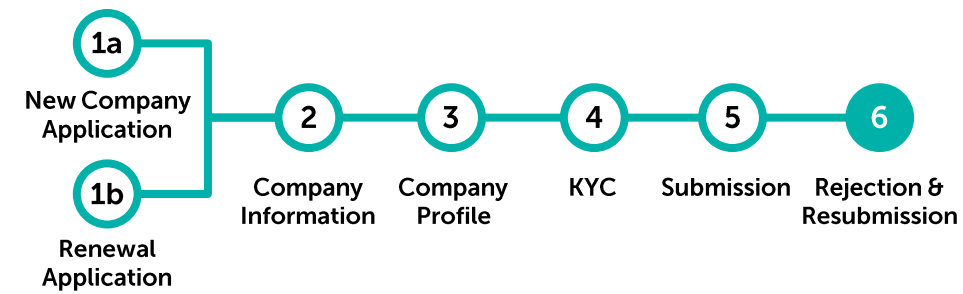 1a
New Company
Application
1b
Renewal
Application
2
Company
Information
3
Company
Profile
4
KYC
5
Submission
6
Rejection &
Resubmission